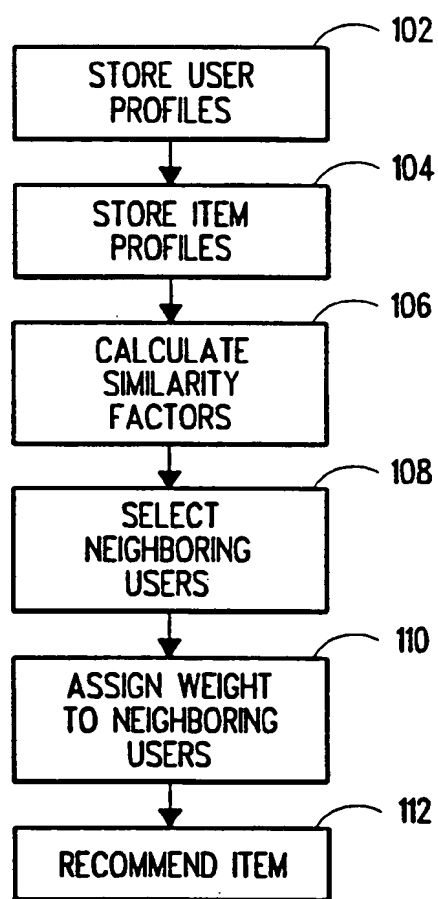 102
STORE USER
PROFILES
104
STORE ITEM
PROFILES
106
CALCULATE
SIMILARITY
FACTORS
108
SELECT
NEIGHBORING
USERS
110
ASSIGN WEIGHT
TO NEIGHBORING
USERS
112
RECOMMEND ITEM